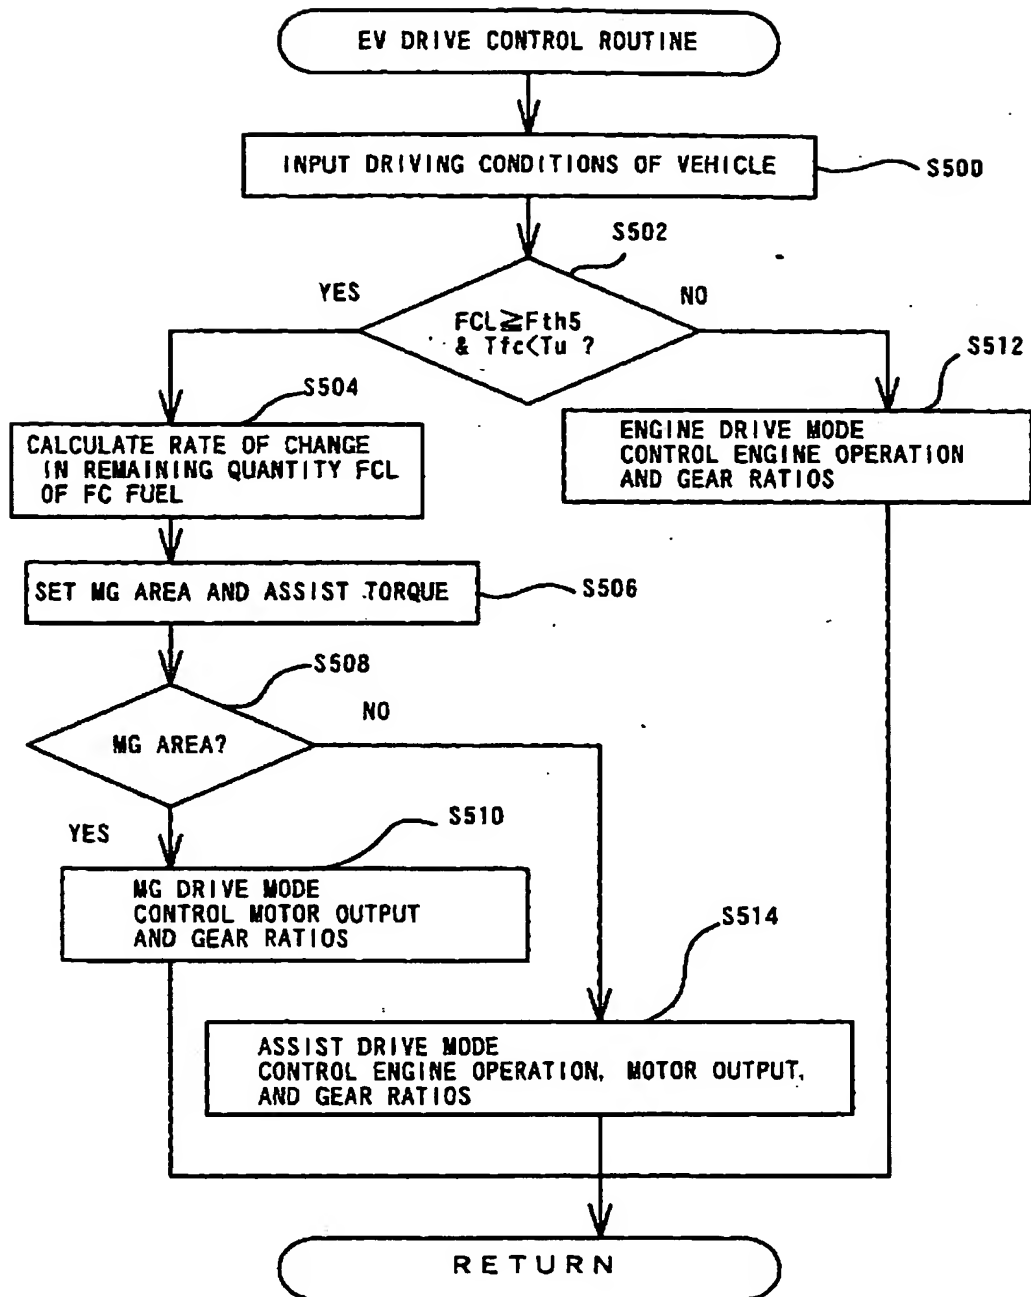 EV DRIVE CONTROL ROUTINE
INPUT DRIVING CONDITIONS OF VEHICLE
S500
S502
YES
NO
FCL≧Fth5
& Tfc<Tu ?
S512
S504
CALCULATE RATE OF CHANGE
IN REMAINING QUANTITY FCL
OF FC FUEL
ENGINE DRIVE MODE
CONTROL ENGINE OPERATION
AND GEAR RATIOS
SET MG AREA AND ASSIST TORQUE
S506
S508
NO
MG AREA?
YES
S510
MG DRIVE MODE
CONTROL MOTOR OUTPUT
AND GEAR RATIOS
S514
ASSIST DRIVE MODE
CONTROL ENGINE OPERATION, MOTOR OUTPUT,
AND GEAR RATIOS
RETURN